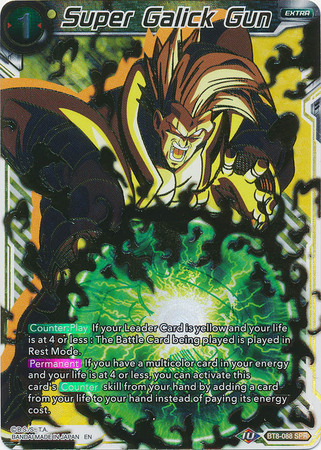 1
Super Galick Gun
EXTRA
Counter:Play If your Leader Card is yellow and your life
is at 4 or less : The Battle Card being played is played in
Rest Mode.
Permanent If you have a multicolor card in your energy
and your life is at 4 or less, you can activate this
card's Counter skill from your hand by adding a card
from your life to your hand instead of paying its energy
cost.
©B.S./S.,T.A.
BANDAI MADE IN JAPAN - EN
BT8-088 SPR